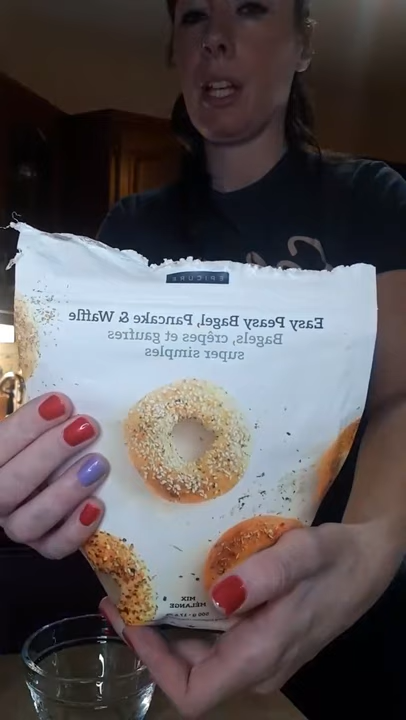 EPICURE
Easy Peasy Bagel, Pancake & Waffle
Bagels, crêpes et gaufres
super simples
MIX
MÉLANGE